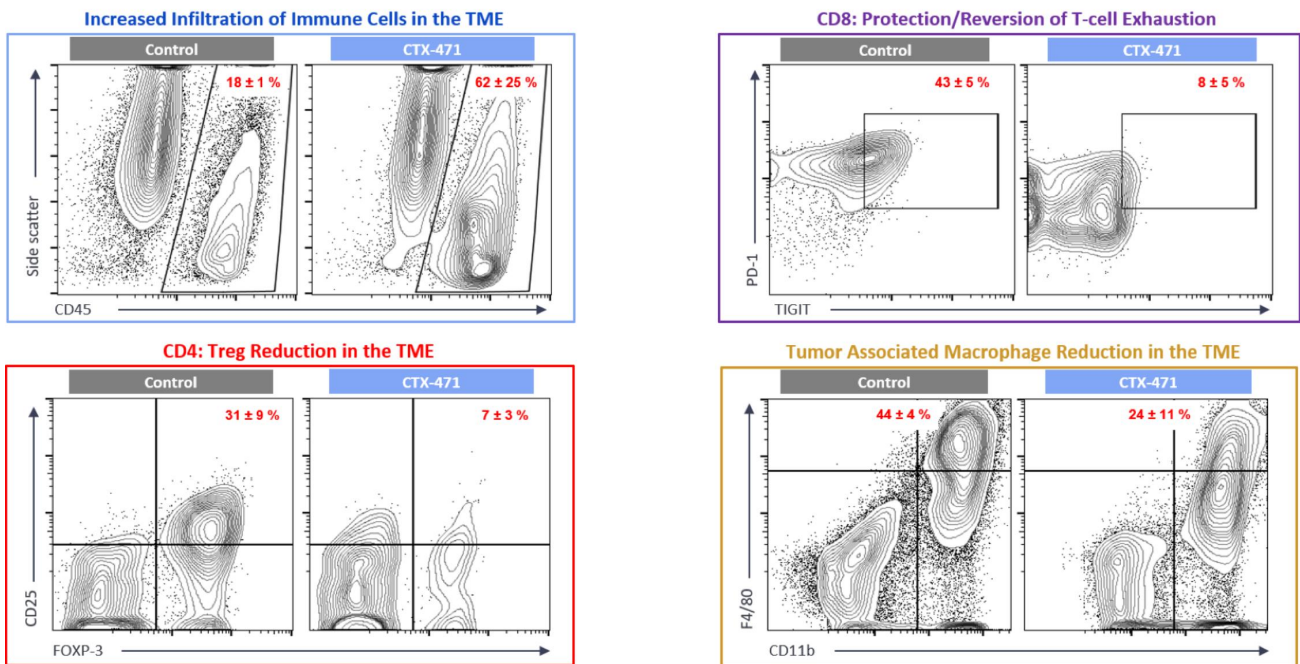 Increased Infiltration of Immune Cells in the TME
Control
CTX-471
18 ± 1 %
62 ± 25 %
Side scatter
CD45
CD8: Protection/Reversion of T-cell Exhaustion
Control
CTX-471
43 ± 5 %
8 ± 5 %
PD-1
TIGIT
CD4: Treg Reduction in the TME
Control
CTX-471
31 ± 9 %
7 ± 3 %
CD25
FOXP-3
Tumor Associated Macrophage Reduction in the TME
Control
CTX-471
44 ± 4 %
24 ± 11 %
F4/80
CD11b